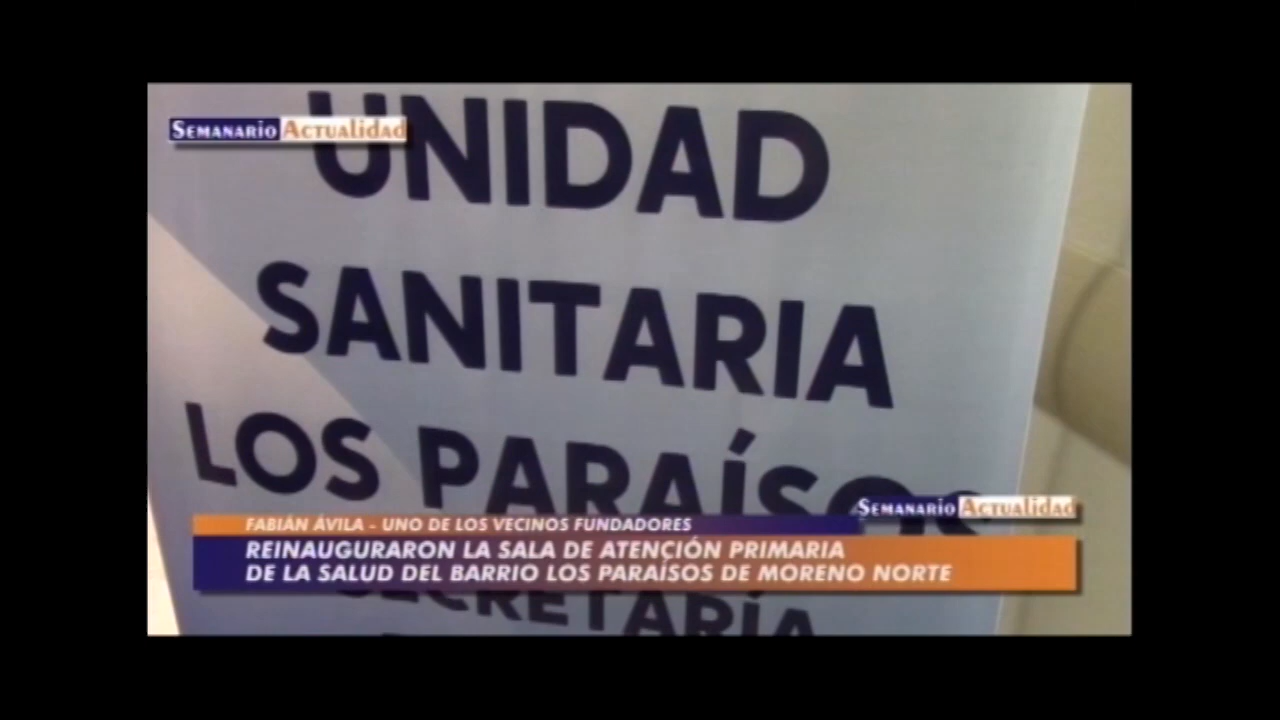 UNIDAD
Semanario Actualidad
SANITARIA
LOS PARAÍSOS
Semanario Actualidad
FABIÁN ÁVILA - UNO DE LOS VECINOS FUNDADORES
REINAUGURARON LA SALA DE ATENCIÓN PRIMARIA
DE LA SALUD DEL BARRIO LOS PARAÍSOS DE MORENO NORTE
SECRETARÍA